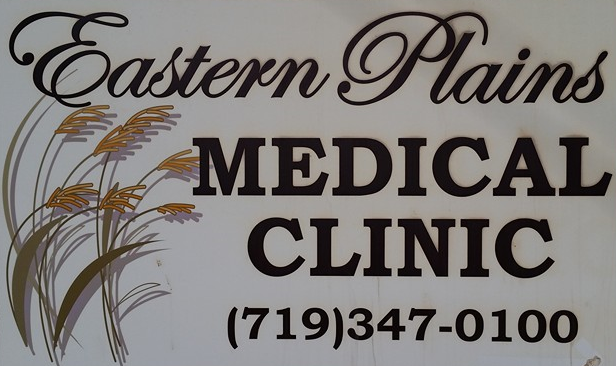 Eastern Plains
MEDICAL
CLINIC
(719)347-0100